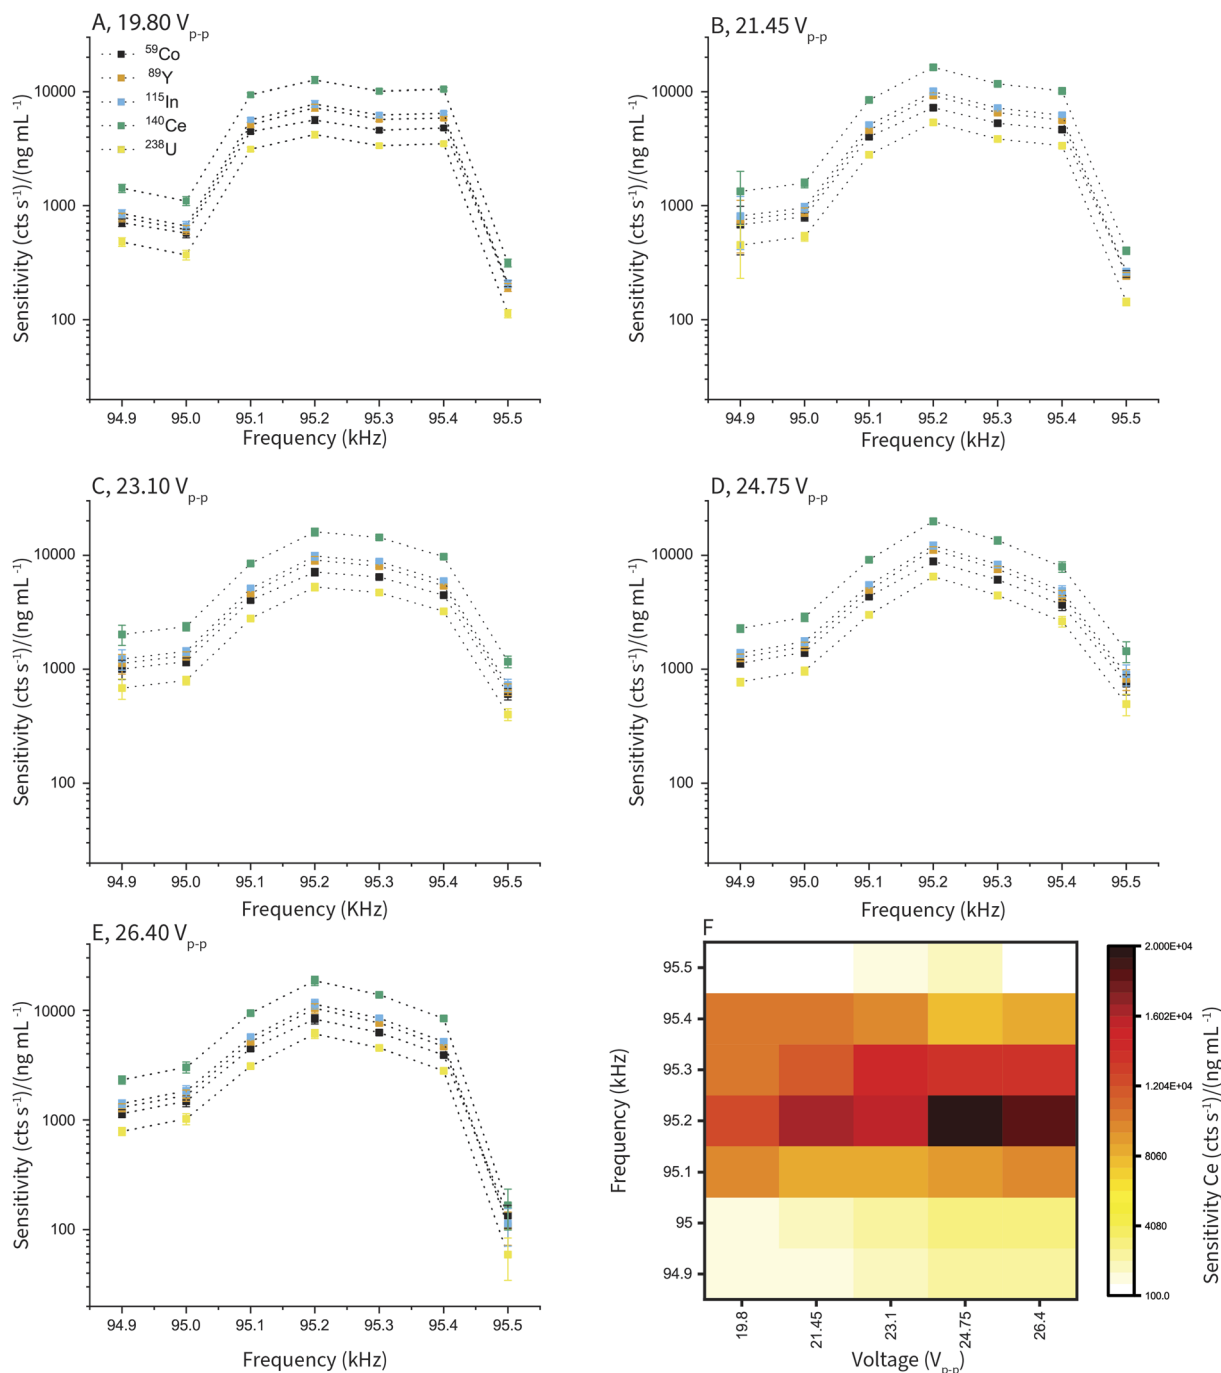 A, 19.80 Vp-p
59Co
89Y
115In
140Ce
238U
Sensitivity (cts s-1)/(ng mL -1)
10000
1000
100
94.9 95.0 95.1 95.2 95.3 95.4 95.5
Frequency (kHz)
B, 21.45 Vp-p
Sensitivity (cts s-1)/(ng mL -1)
10000
1000
100
94.9 95.0 95.1 95.2 95.3 95.4 95.5
Frequency (kHz)
C, 23.10 Vp-p
Sensitivity (cts s-1)/(ng mL -1)
10000
1000
100
94.9 95.0 95.1 95.2 95.3 95.4 95.5
Frequency (KHz)
D, 24.75 Vp-p
Sensitivity (cts s-1)/(ng mL -1)
10000
1000
100
94.9 95.0 95.1 95.2 95.3 95.4 95.5
Frequency (kHz)
E, 26.40 Vp-p
Sensitivity (cts s-1)/(ng mL -1)
10000
1000
100
94.9 95.0 95.1 95.2 95.3 95.4 95.5
Frequency (kHz)
F
Frequency (kHz)
95.5
95.4
95.3
95.2
95.1
95
94.9
19.8 21.45 23.1 24.75 26.4
Voltage (Vp-p)
2.000E+04
1.602E+04
1.204E+04
8060
4080
100.0
Sensitivity Ce (cts s-1)/(ng mL -1)